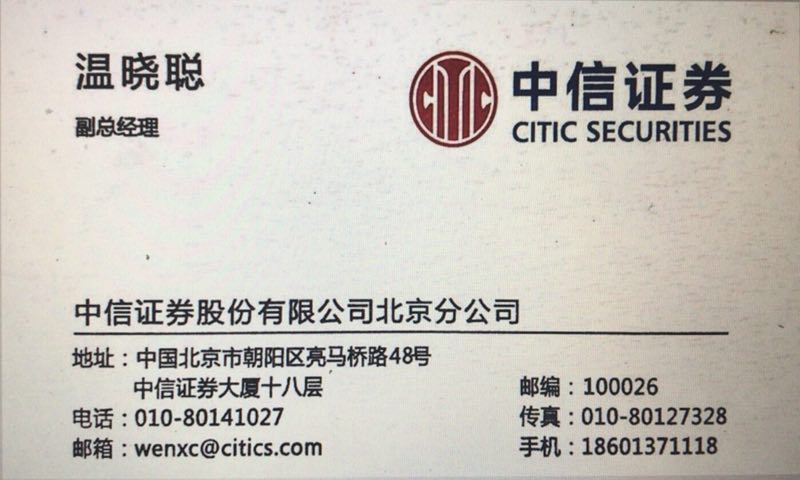 温晓聪
副总经理
中信证券
CITIC SECURITIES
中信证券股份有限公司北京分公司
地址：中国北京市朝阳区亮马桥路48号
中信证券大厦十八层
邮编：100026
电话：010-80141027
传真：010-80127328
邮箱：wenxc@citics.com
手机：18601371118